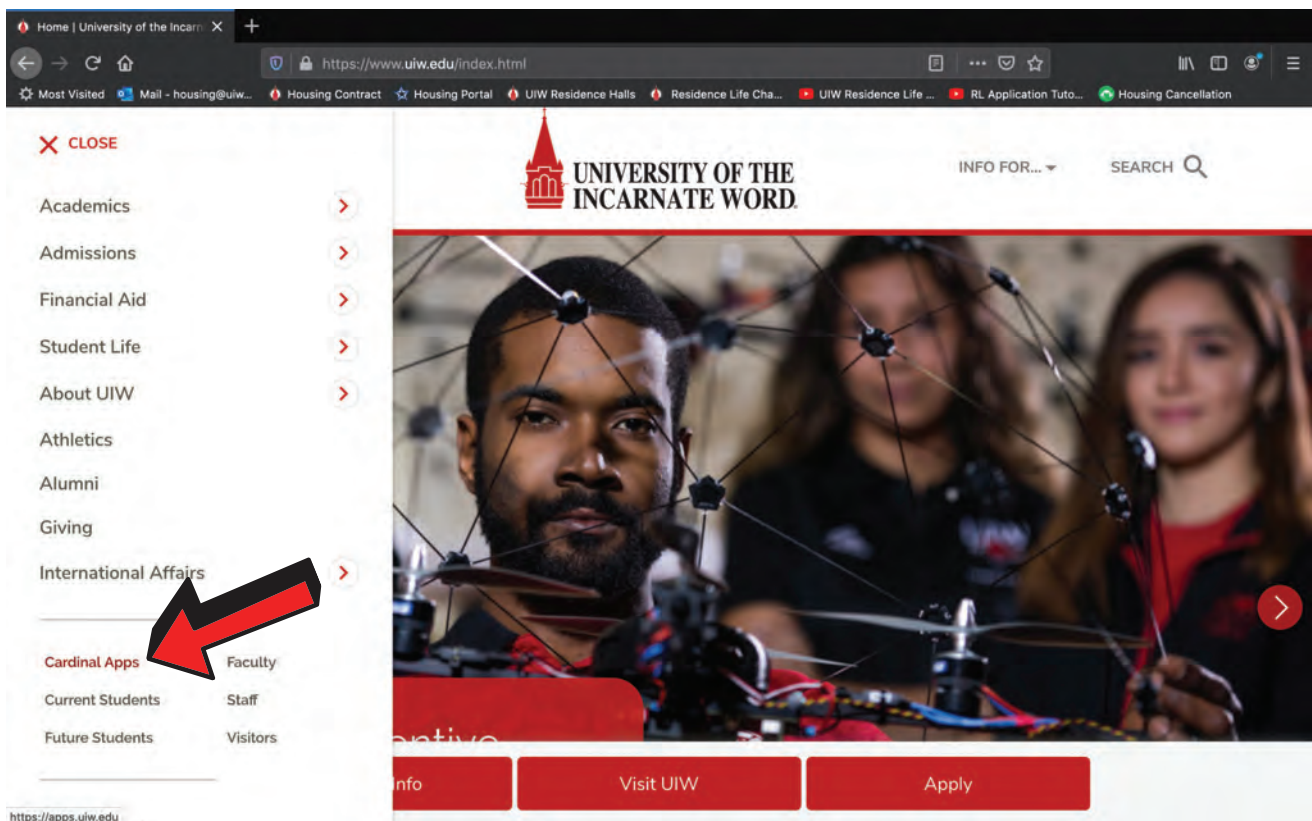 Home | University of the Incarn
https://www.uiw.edu/index.html
Most Visited Mail - housing@uiw... Housing Contract Housing Portal UIW Residence Halls Residence Life Cha... UIW Residence Life ... RL Application Tuto... Housing Cancellation
CLOSE
Academics
Admissions
Financial Aid
Student Life
About UIW
Athletics
Alumni
Giving
International Affairs
Cardinal Apps Faculty
Current Students Staff
Future Students Visitors
https://apps.uiw.edu
UNIVERSITY OF THE
INCARNATE WORD
INFO FOR... SEARCH
Info Visit UIW Apply